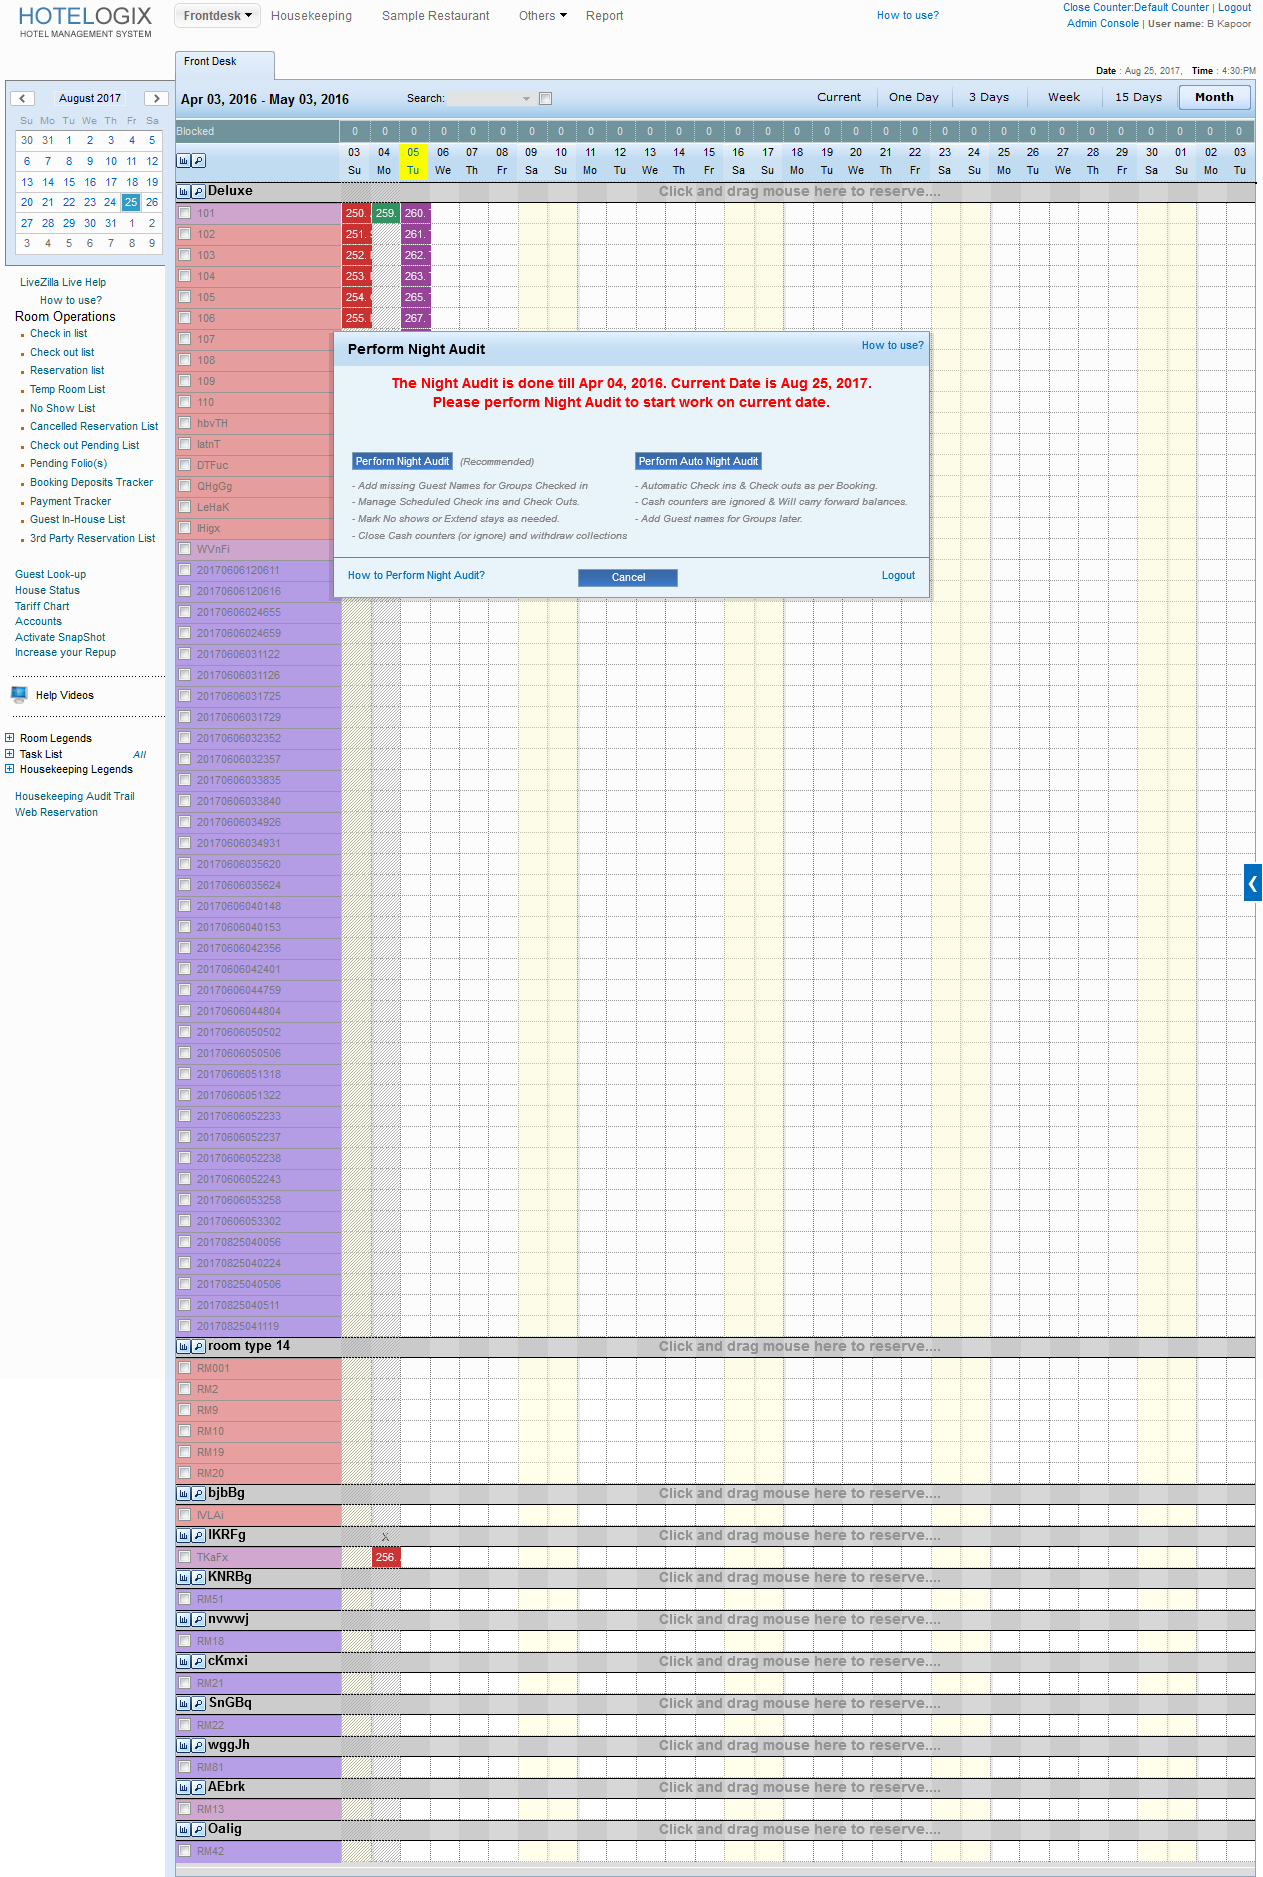 HOTELOGIX
HOTEL MANAGEMENT SYSTEM
Frontdesk Housekeeping Sample Restaurant Others Report
How to use?
Close Counter:Default Counter | Logout
Admin Console | User name: B Kapoor
Front Desk
Date : Aug 25, 2017, Time : 4:30:PM
August 2017
Su Mo Tu We Th Fr Sa
30 31 1 2 3 4 5
6 7 8 9 10 11 12
13 14 15 16 17 18 19
20 21 22 23 24 25 26
27 28 29 30 31 1 2
3 4 5 6 7 8 9
LiveZilla Live Help
How to use?
Room Operations
Check in list
Check out list
Reservation list
Temp Room List
No Show List
Cancelled Reservation List
Check out Pending List
Pending Folio(s)
Booking Deposits Tracker
Payment Tracker
Guest In-House List
3rd Party Reservation List
Guest Look-up
House Status
Tariff Chart
Accounts
Activate SnapShot
Increase your Repup
Help Videos
Room Legends
Task List All
Housekeeping Legends
Housekeeping Audit Trail
Web Reservation
Apr 03, 2016 - May 03, 2016
Search:
Current One Day 3 Days Week 15 Days Month
Blocked 0 0 0 0 0 0 0 0 0 0 0 0 0 0 0 0 0 0 0 0 0 0 0 0 0 0 0 0 0 0 0
03 04 05 06 07 08 09 10 11 12 13 14 15 16 17 18 19 20 21 22 23 24 25 26 27 28 29 30 01 02 03
Su Mo Tu We Th Fr Sa Su Mo Tu We Th Fr Sa Su Mo Tu We Th Fr Sa Su Mo Tu We Th Fr Sa Su Mo Tu
Deluxe Click and drag mouse here to reserve....
101 250. 259. 260.
102 251. 261.
103 252. 262.
104 253. 263.
105 254. 265.
106 255. 267.
107
108
109
110
hbvTH
latnT
DTFuc
QHgGg
LeHaK
IHigx
WVnFi
20170606120611
20170606120616
20170606024655
20170606024659
20170606031122
20170606031126
20170606031725
20170606031729
20170606032352
20170606032357
20170606033835
20170606033840
20170606034926
20170606034931
20170606035620
20170606035624
20170606040148
20170606040153
20170606042356
20170606042401
20170606044759
20170606044804
20170606050502
20170606050506
20170606051318
20170606051322
20170606052233
20170606052237
20170606052238
20170606052243
20170606053258
20170606053302
20170825040056
20170825040224
20170825040506
20170825040511
20170825041119
room type 14 Click and drag mouse here to reserve....
RM001
RM2
RM9
RM10
RM19
RM20
bjbBg Click and drag mouse here to reserve....
IVLAi
IKRFg X Click and drag mouse here to reserve....
TKaFx 256.
KNRBg Click and drag mouse here to reserve....
RM51
nvwwj Click and drag mouse here to reserve....
RM18
cKmxi Click and drag mouse here to reserve....
RM21
SnGBq Click and drag mouse here to reserve....
RM22
wggJh Click and drag mouse here to reserve....
RM81
AEbrk Click and drag mouse here to reserve....
RM13
Oalig Click and drag mouse here to reserve....
RM42
Perform Night Audit
How to use?
The Night Audit is done till Apr 04, 2016. Current Date is Aug 25, 2017.
Please perform Night Audit to start work on current date.
Perform Night Audit (Recommended)
- Add missing Guest Names for Groups Checked in
- Manage Scheduled Check ins and Check Outs.
- Mark No shows or Extend stays as needed.
- Close Cash counters (or ignore) and withdraw collections
Perform Auto Night Audit
- Automatic Check ins & Check outs as per Booking.
- Cash counters are ignored & Will carry forward balances.
- Add Guest names for Groups later.
How to Perform Night Audit? Cancel Logout